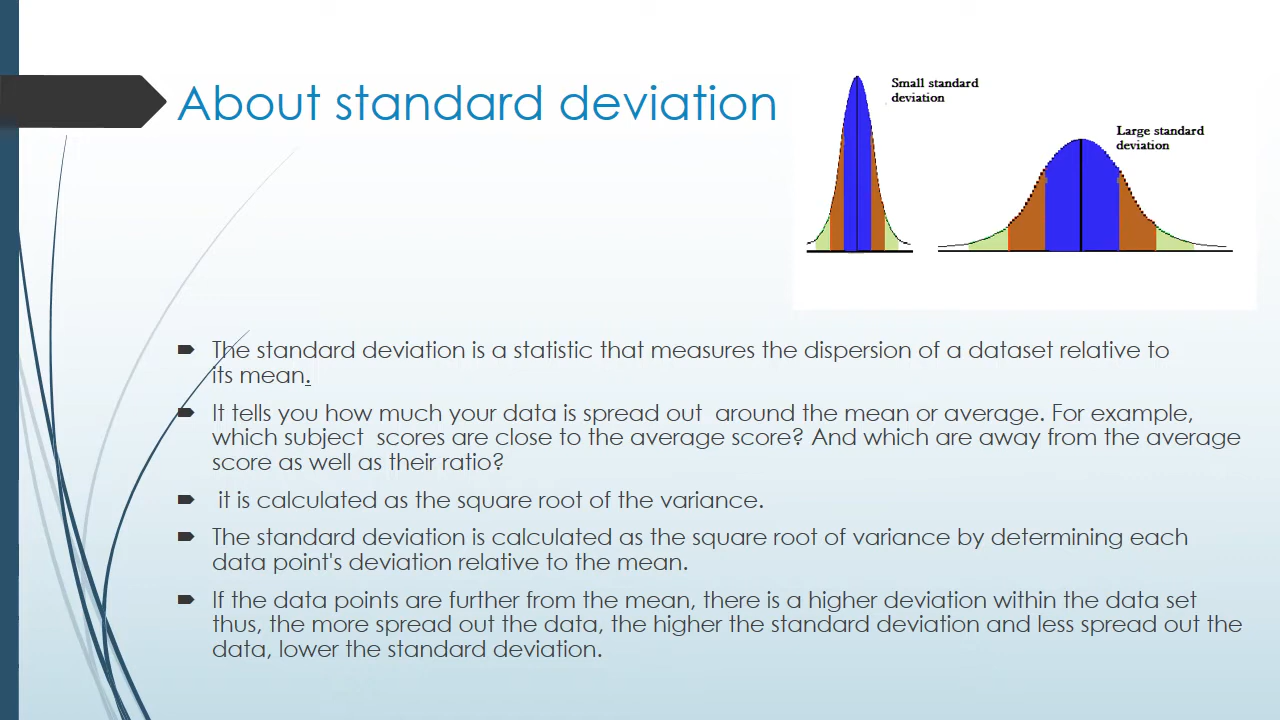 About standard deviation
Small standard
deviation
Large standard
deviation
The standard deviation is a statistic that measures the dispersion of a dataset relative to
its mean.
It tells you how much your data is spread out  around the mean or average. For example,
which subject  scores are close to the average score? And which are away from the average
score as well as their ratio?
it is calculated as the square root of the variance.
The standard deviation is calculated as the square root of variance by determining each
data point's deviation relative to the mean.
If the data points are further from the mean, there is a higher deviation within the data set
thus, the more spread out the data, the higher the standard deviation and less spread out the
data, lower the standard deviation.